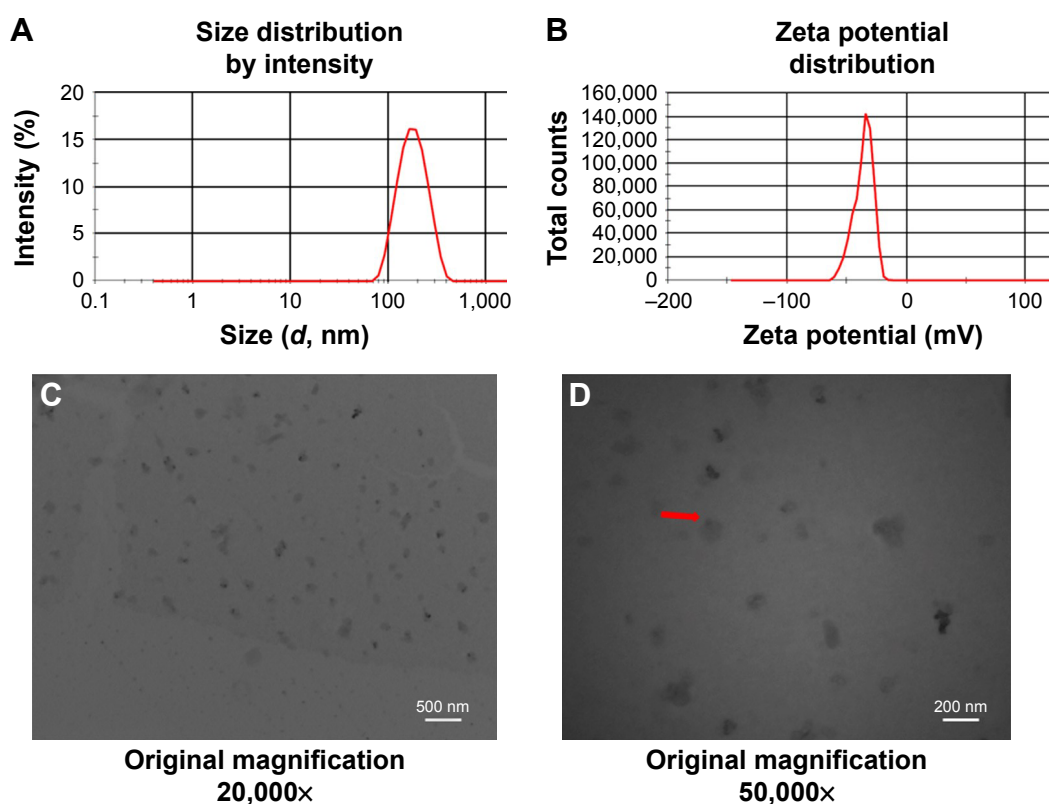 A
Size distribution
by intensity
Intensity (%)
20
15
10
5
0
0.1
1
10
100
1,000
Size (d, nm)
B
Zeta potential
distribution
Total counts
160,000
140,000
120,000
100,000
80,000
60,000
40,000
20,000
0
–200
–100
0
100
Zeta potential (mV)
C
500 nm
Original magnification
20,000×
D
200 nm
Original magnification
50,000×